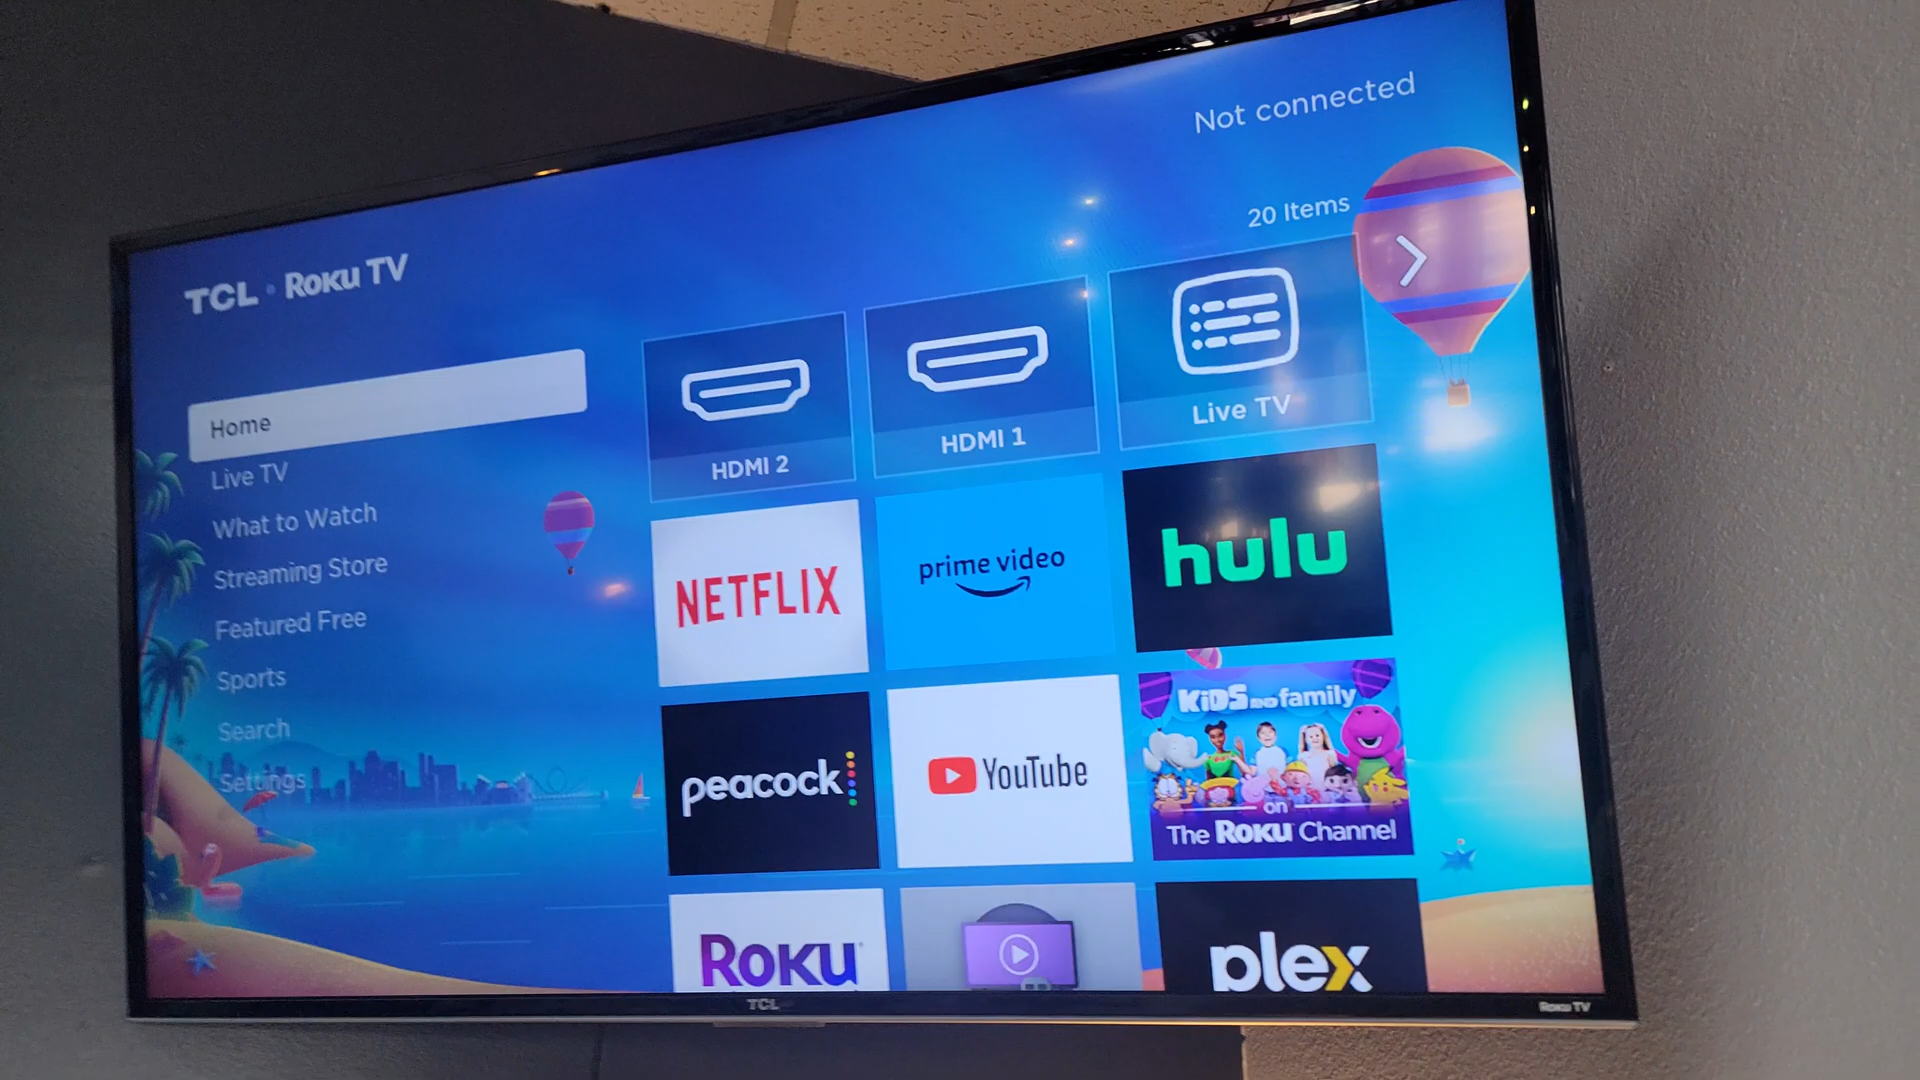 Not connected
20 Items
TCL • Roku TV
Home
Live TV
What to Watch
Streaming Store
Featured Free
Sports
Search
Settings
HDMI 2
HDMI 1
Live TV
NETFLIX
prime video
hulu
peacock
YouTube
KiDS AND family
on
The Roku Channel
Roku
plex
TCL
Roku TV